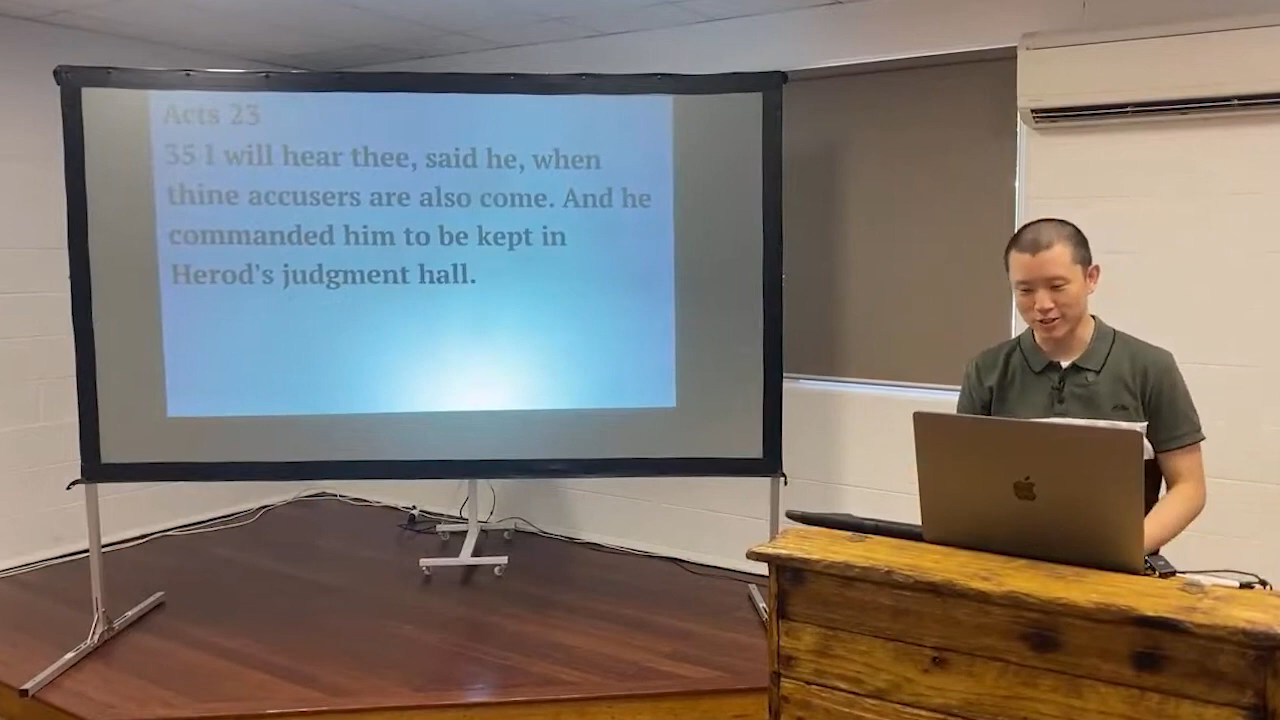 Acts 23
35 I will hear thee, said he, when
thine accusers are also come. And he
commanded him to be kept in
Herod's judgment hall.